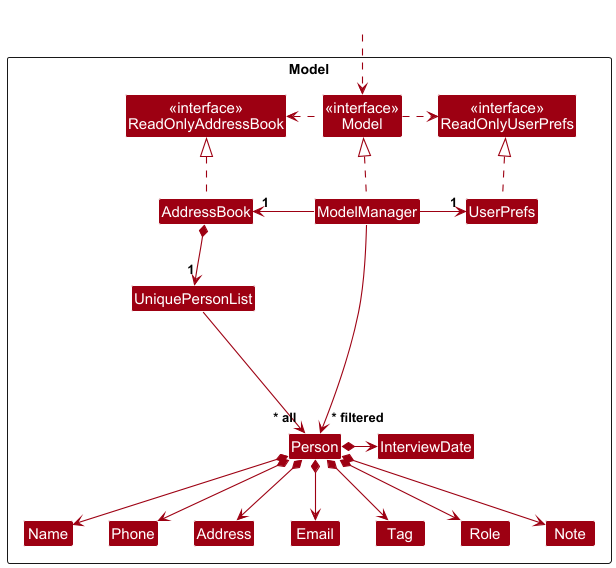 Model
«interface»
ReadOnlyAddressBook
«interface»
Model
«interface»
ReadOnlyUserPrefs
AddressBook
1
ModelManager
1
UserPrefs
1
UniquePersonList
* all
* filtered
Person
InterviewDate
Name
Phone
Address
Email
Tag
Role
Note